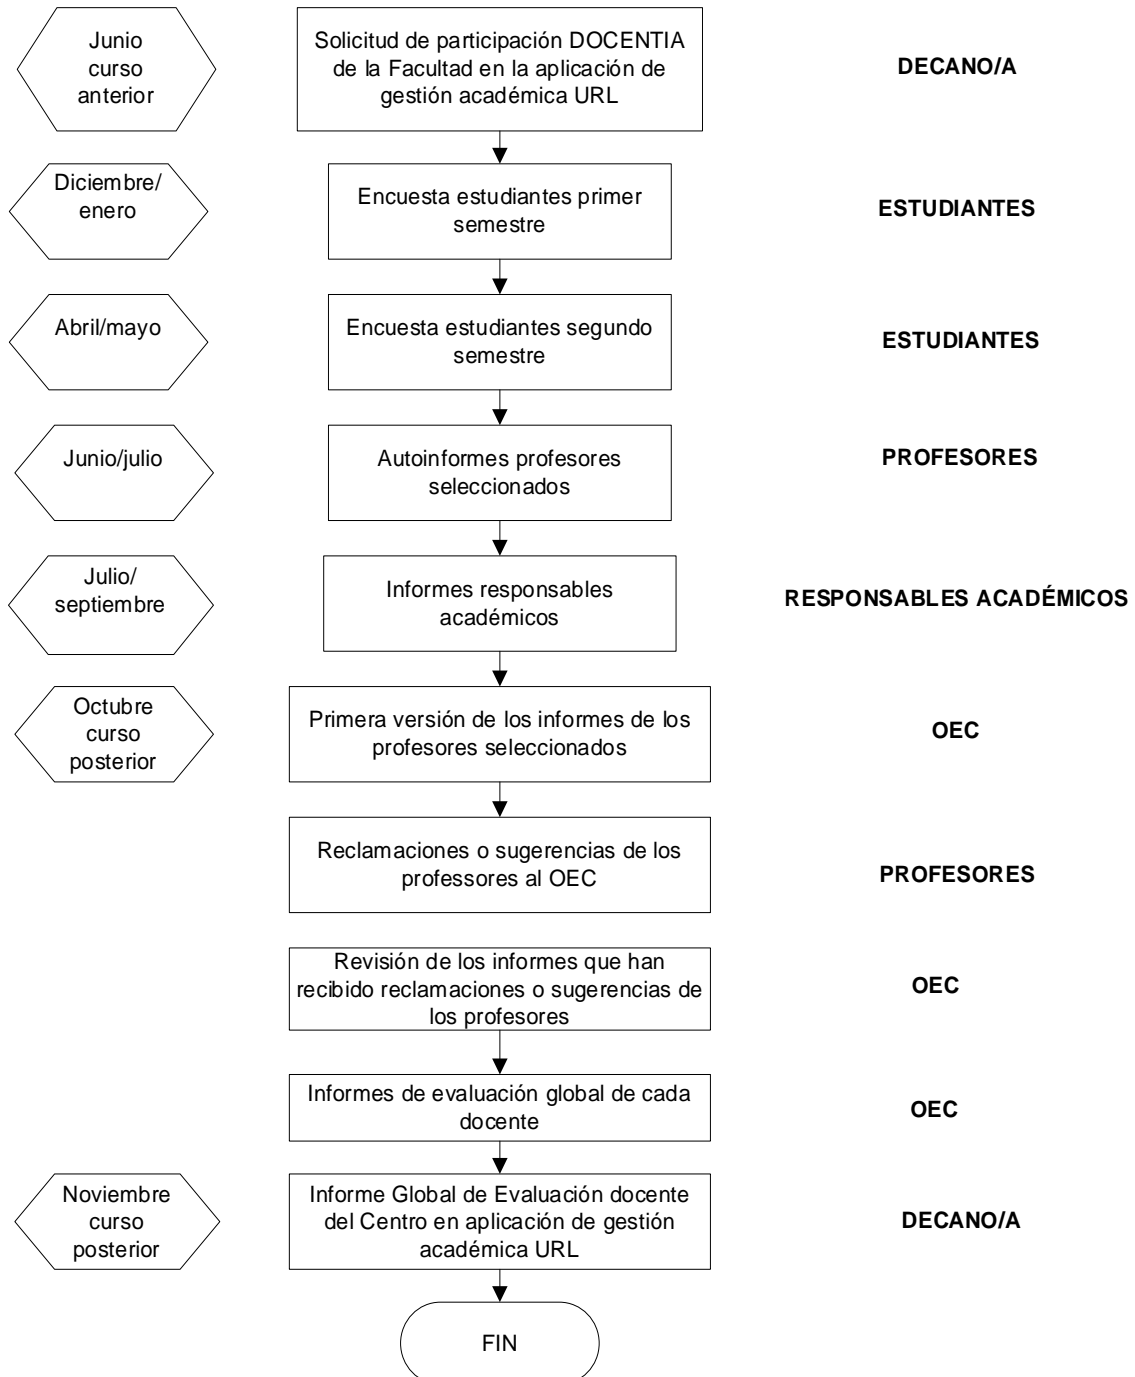 Junio
curso
anterior
Solicitud de participación DOCENTIA
de la Facultad en la aplicación de
gestión académica URL
DECANO/A
Diciembre/
enero
Encuesta estudiantes primer
semestre
ESTUDIANTES
Abril/mayo
Encuesta estudiantes segundo
semestre
ESTUDIANTES
Junio/julio
Autoinformes profesores
seleccionados
PROFESORES
Julio/
septiembre
Informes responsables
académicos
RESPONSABLES ACADÉMICOS
Octubre
curso
posterior
Primera versión de los informes de los
profesores seleccionados
OEC
Reclamaciones o sugerencias de los
professores al OEC
PROFESORES
Revisión de los informes que han
recibido reclamaciones o sugerencias de
los profesores
OEC
Informes de evaluación global de cada
docente
OEC
Noviembre
curso
posterior
Informe Global de Evaluación docente
del Centro en aplicación de gestión
académica URL
DECANO/A
FIN